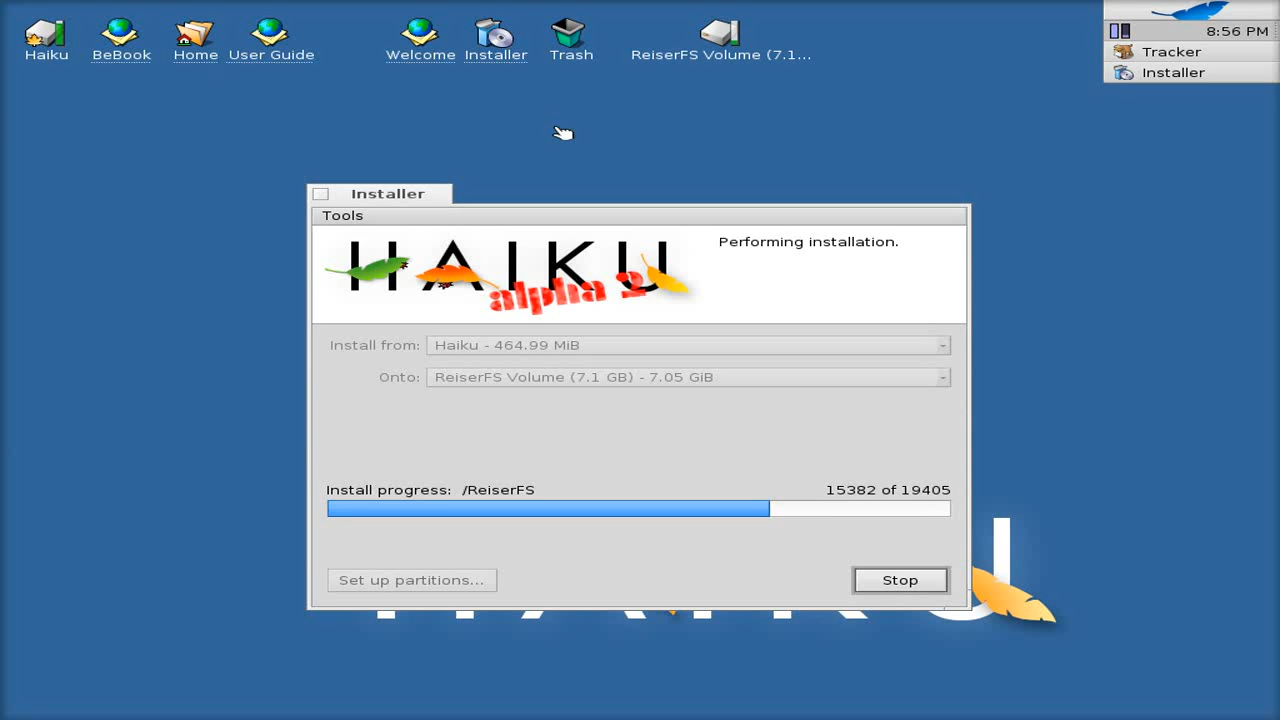 Haiku
BeBook
Home
User Guide
Welcome
Installer
Trash
ReiserFS Volume (7.1...
8:56 PM
Tracker
Installer
Installer
Tools
HAIKU
alpha 2
Performing installation.
Install from: Haiku - 464.99 MiB
Onto: ReiserFS Volume (7.1 GB) - 7.05 GiB
Install progress: /ReiserFS 15382 of 19405
Set up partitions...
Stop
HAIKU